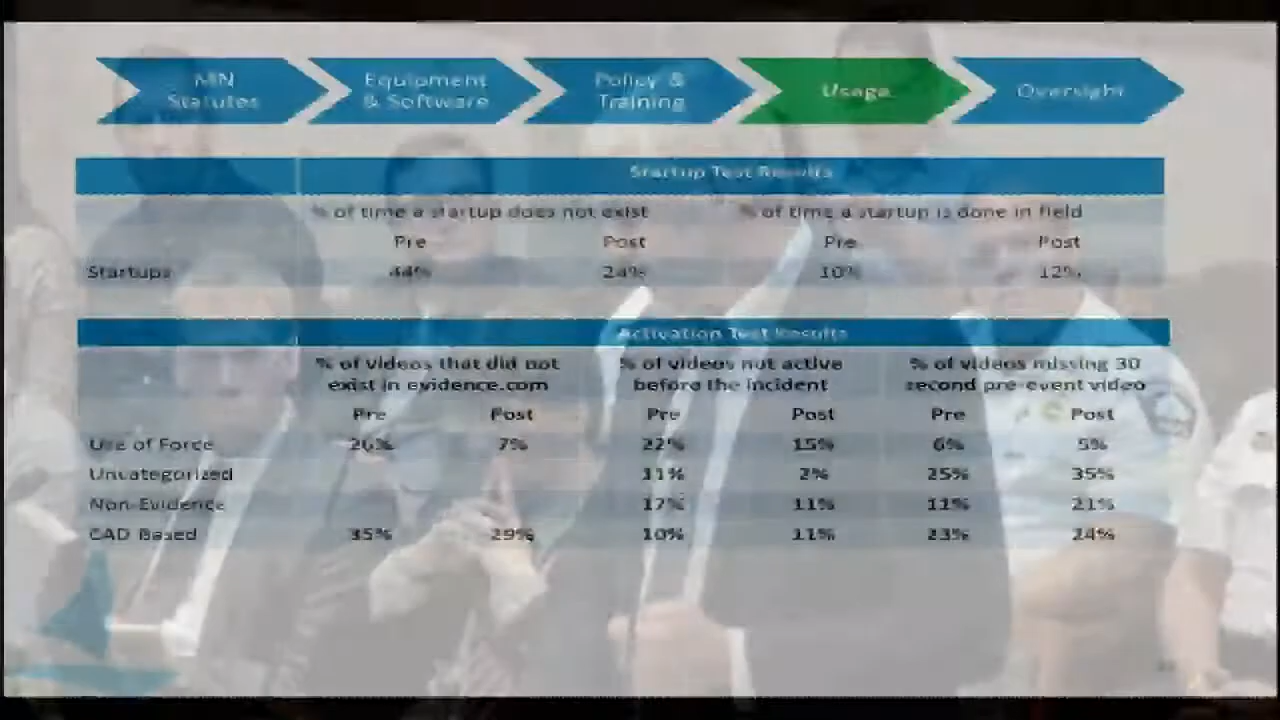 MN Statutes
Equipment & Software
Policy & Training
Usage
Oversight
Startup Test Results
% of time a startup does not exist % of time a startup is done in field
Pre Post Pre Post
Startups 44% 24% 10% 12%
Activation Test Results
% of videos that did not exist in evidence.com % of videos not active before the incident % of videos missing 30 second pre-event video
Pre Post Pre Post Pre Post
Use of Force 26% 7% 22% 15% 6% 5%
Uncategorized 11% 2% 25% 35%
Non-Evidence 17% 11% 11% 21%
CAD Based 35% 29% 10% 11% 23% 24%